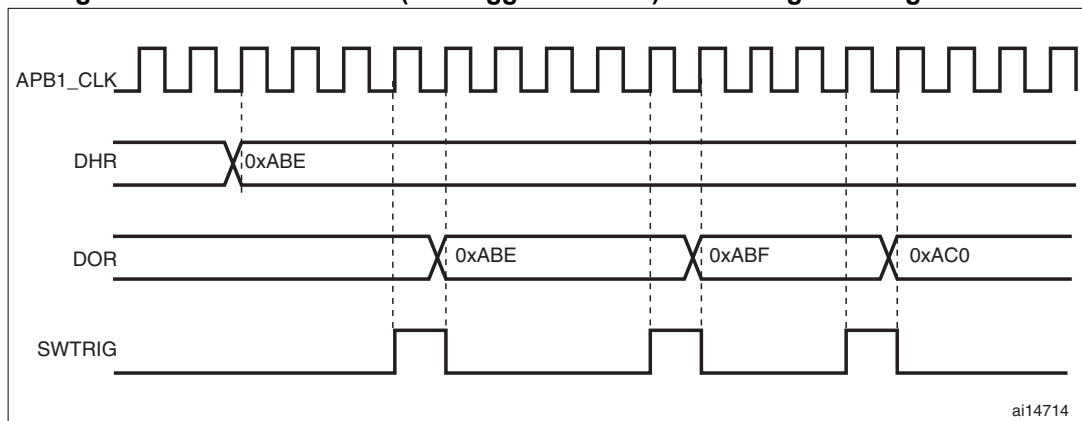 APB1_CLK
DHR 0xABE
DOR 0xABE 0xABF 0xAC0
SWTRIG
ai14714